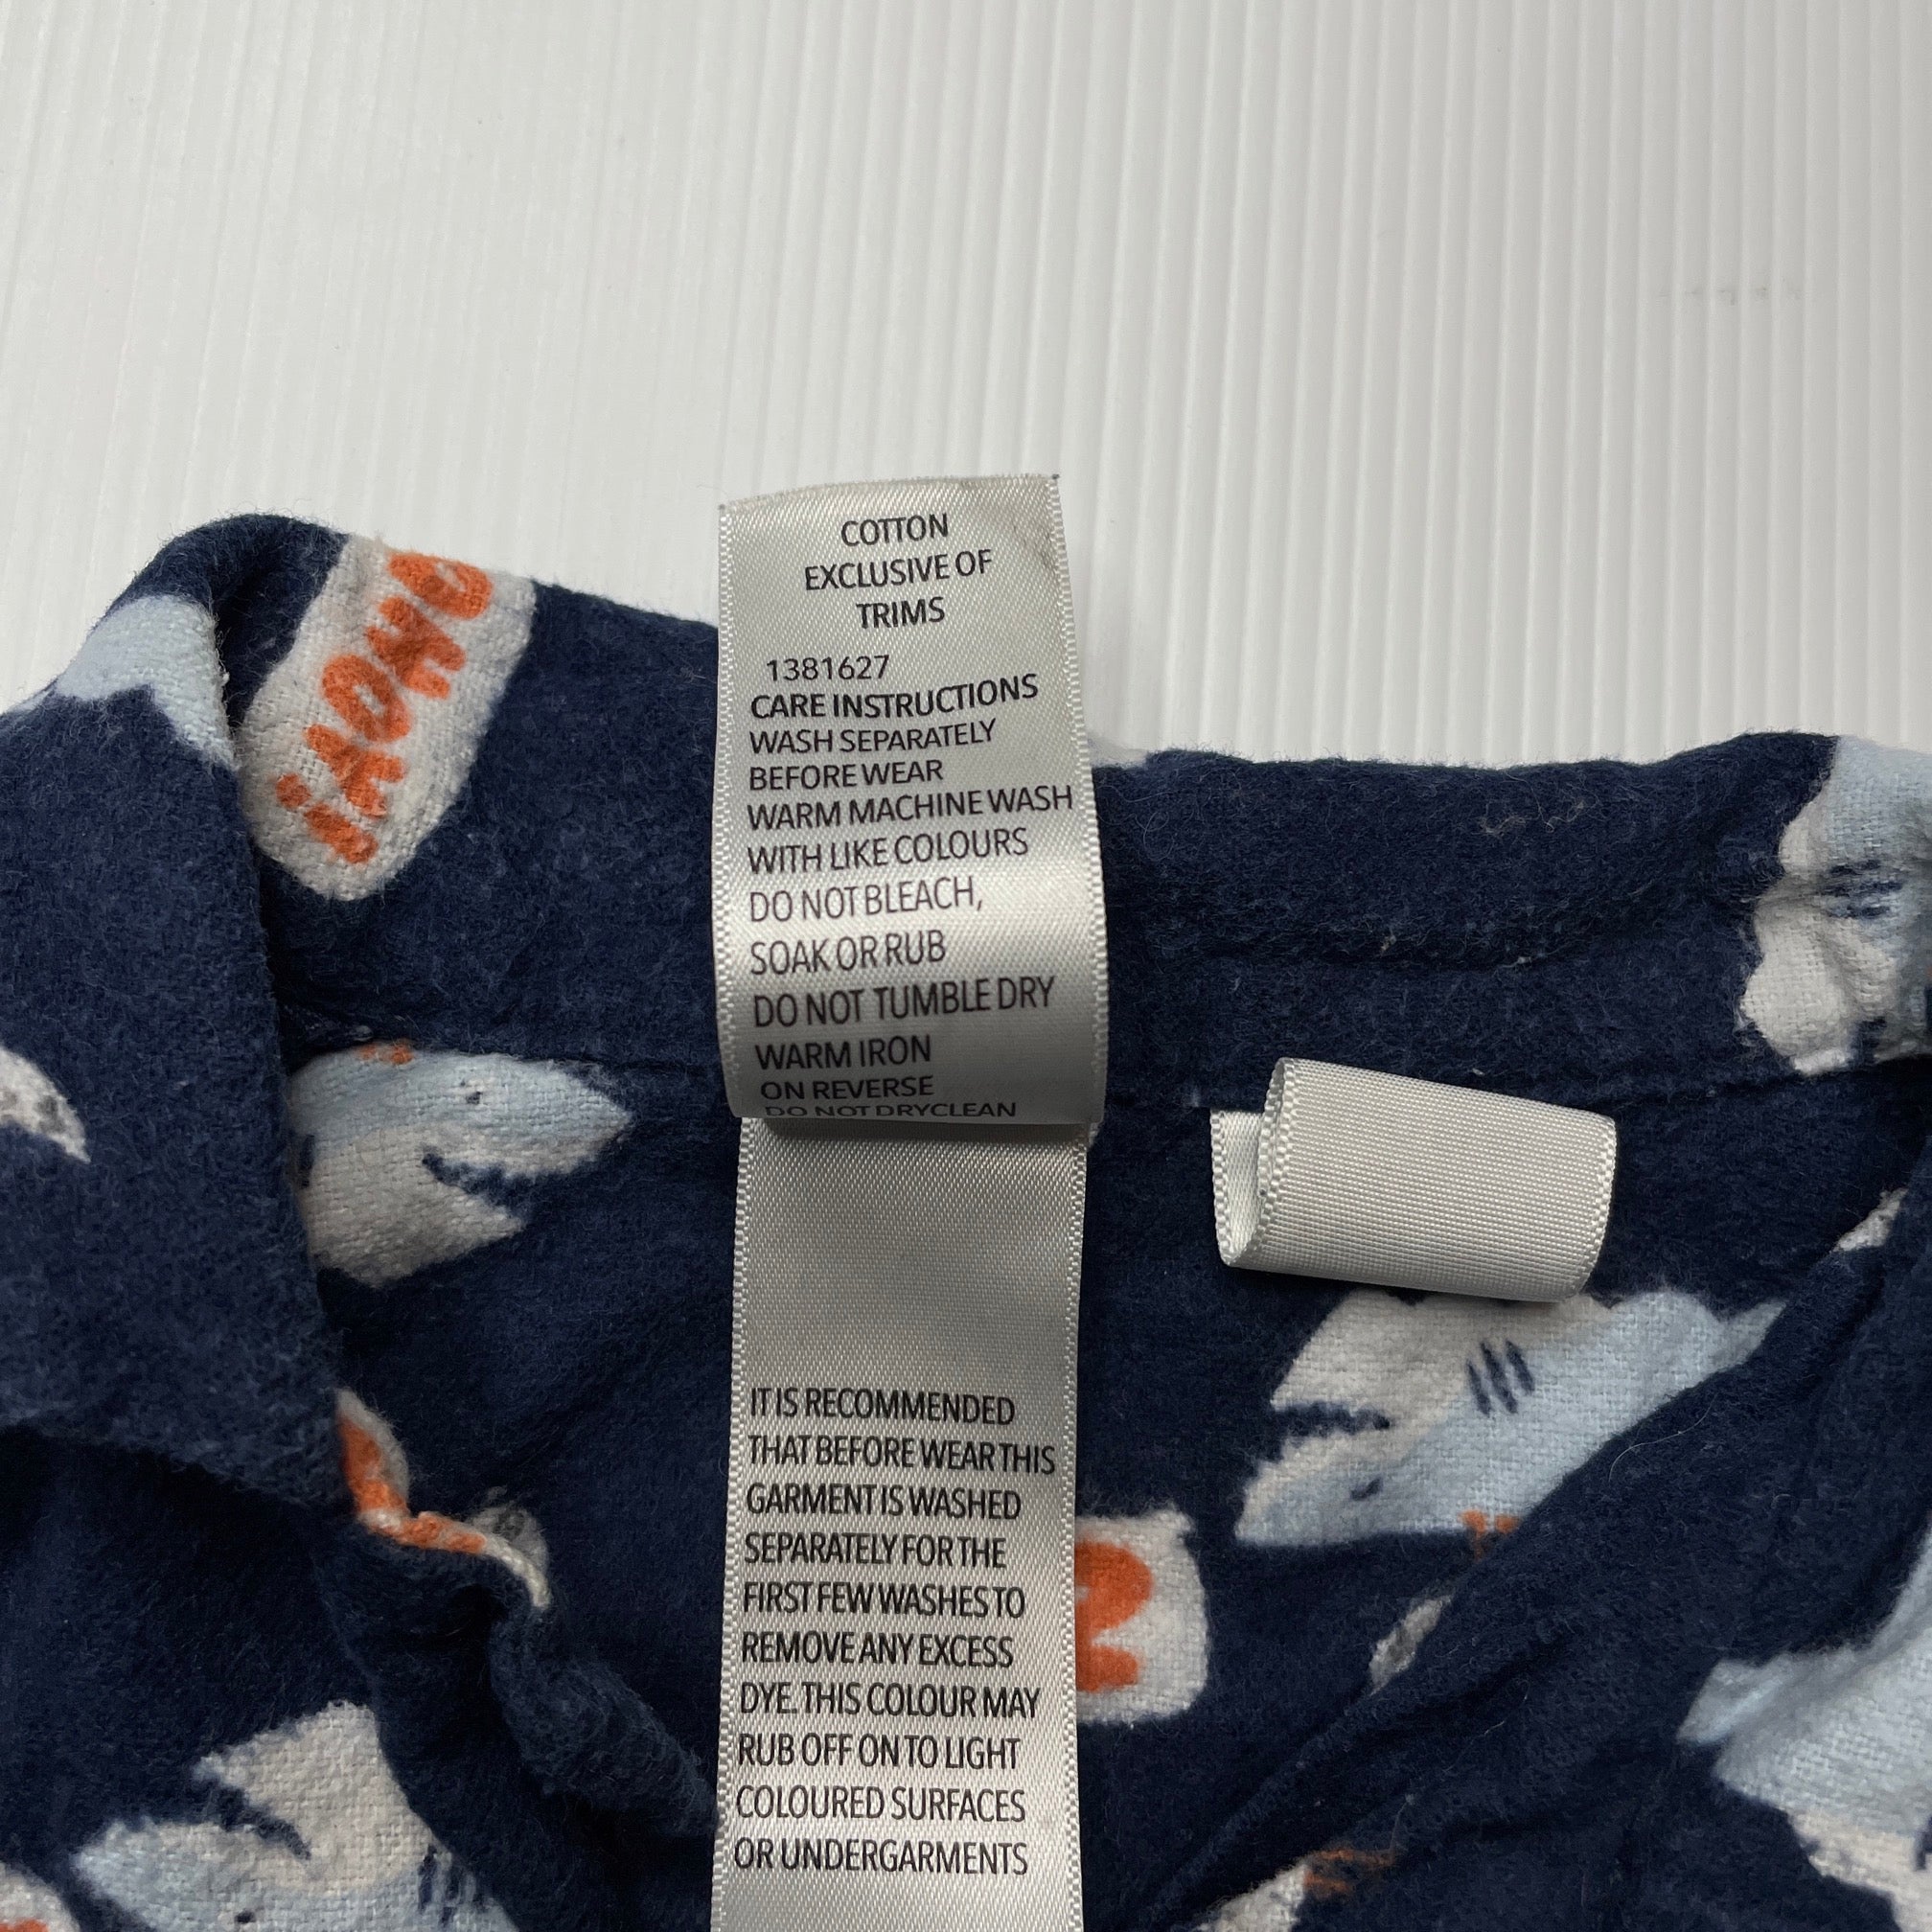 COTTON
EXCLUSIVE OF
TRIMS
1381627
CARE INSTRUCTIONS
WASH SEPARATELY
BEFORE WEAR
WARM MACHINE WASH
WITH LIKE COLOURS
DO NOT BLEACH,
SOAK OR RUB
DO NOT TUMBLE DRY
WARM IRON
ON REVERSE
DO NOT DRYCLEAN
IT IS RECOMMENDED
THAT BEFORE WEAR THIS
GARMENT IS WASHED
SEPARATELY FOR THE
FIRST FEW WASHES TO
REMOVE ANY EXCESS
DYE. THIS COLOUR MAY
RUB OFF ON TO LIGHT
COLOURED SURFACES
OR UNDERGARMENTS
AHOY!